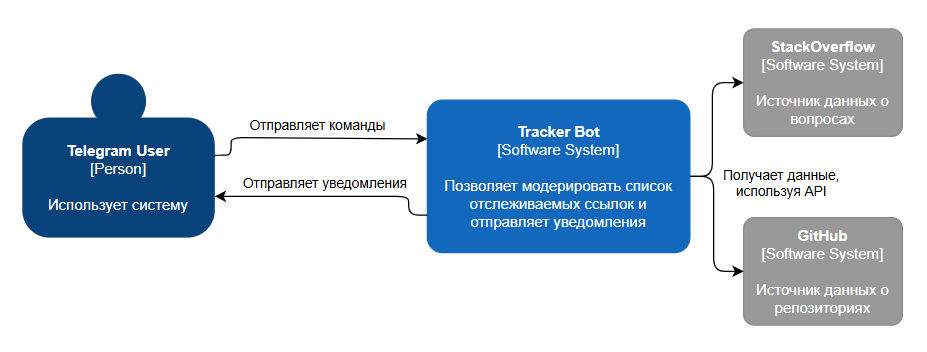 Telegram User
[Person]
Использует систему
Отправляет команды
Отправляет уведомления
Tracker Bot
[Software System]
Позволяет модерировать список
отслеживаемых ссылок и
отправляет уведомления
Получает данные,
используя API
StackOverflow
[Software System]
Источник данных о
вопросах
GitHub
[Software System]
Источник данных о
репозиториях